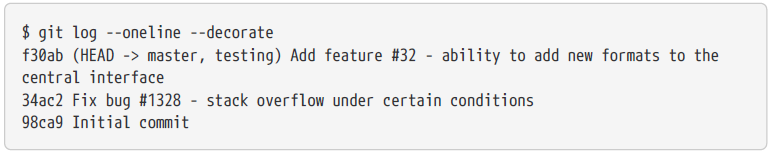 $ git log --oneline --decorate
f30ab (HEAD -> master, testing) Add feature #32 - ability to add new formats to the
central interface
34ac2 Fix bug #1328 - stack overflow under certain conditions
98ca9 Initial commit